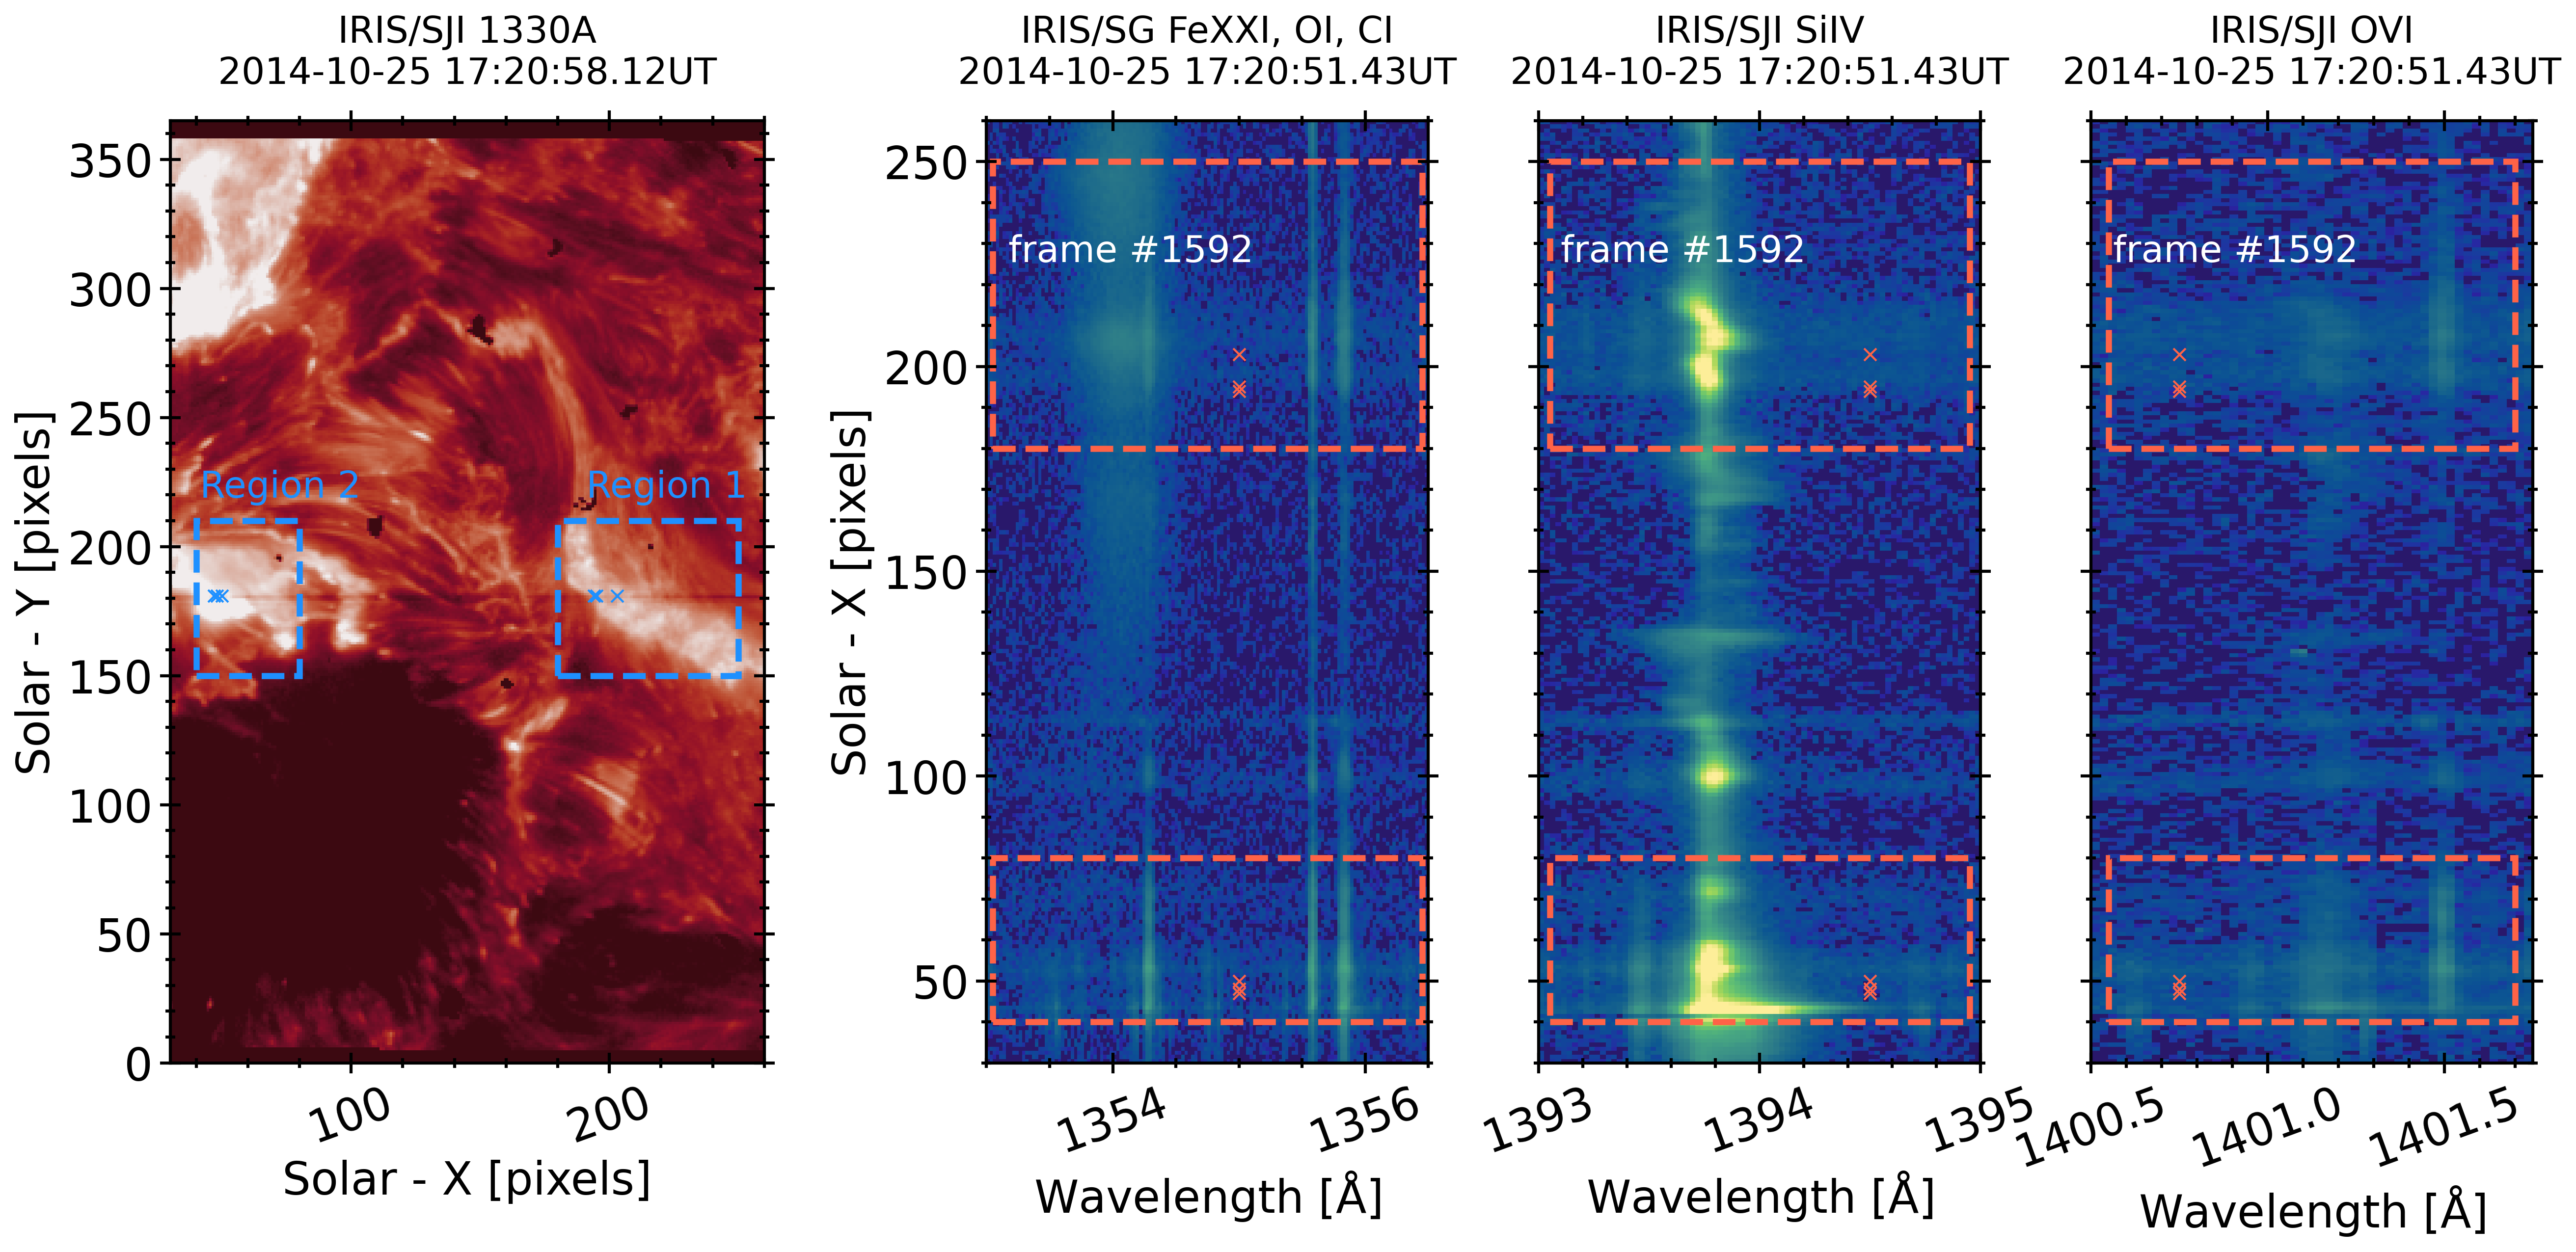 IRIS/SJI 1330A
2014-10-25 17:20:58.12UT
IRIS/SG FeXXI, OI, CI
2014-10-25 17:20:51.43UT
IRIS/SJI SiIV
2014-10-25 17:20:51.43UT
IRIS/SJI OVI
2014-10-25 17:20:51.43UT
Solar - Y [pixels]
350
300
250
200
150
100
50
0
Region 2
Region 1
100
200
Solar - X [pixels]
Solar - X [pixels]
250
200
150
100
50
frame #1592
1354
1356
Wavelength [Å]
frame #1592
1393
1394
1395
Wavelength [Å]
frame #1592
1400.5
1401.0
1401.5
Wavelength [Å]